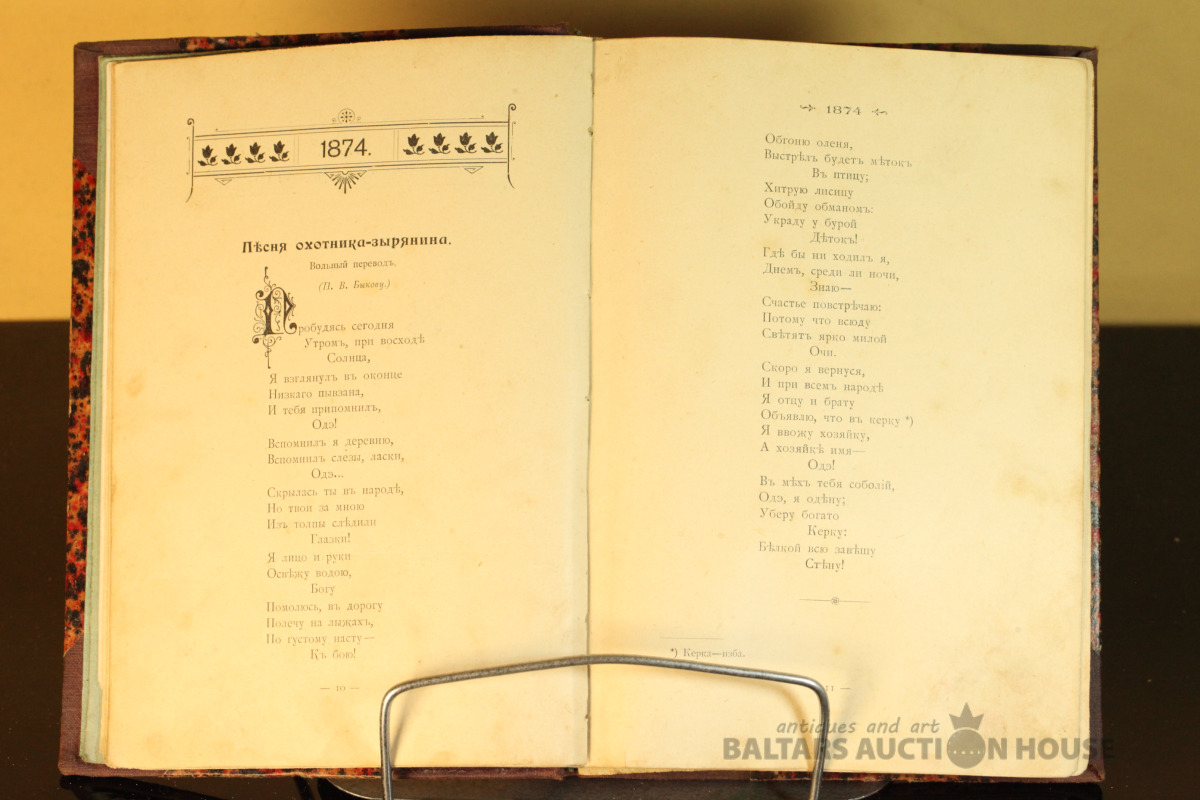 1874.
Пѣсня охотника-зырянина.
Вольный переводъ.
(П. В. Быкову.)
Пробудясь сегодня
Утромъ, при восходѣ
Солнца,
Я взглянулъ въ оконце
Низкаго пывзана,
И тебя припомнилъ,
Одэ!
Вспомнилъ я деревню,
Вспомнилъ слезы, ласки,
Одэ...
Скрылась ты въ народѣ,
Но твои за мною
Изъ толпы слѣдили
Глазки!
Я лицо и руки
Освѣжу водою,
Богу
Помолюсь, въ дорогу
Полечу на лыжахъ,
По густому насту—
Къ бою!
— 10 —
1874
Обгоню оленя,
Выстрѣлъ будетъ мѣтокъ
Въ птицу;
Хитрую лисицу
Обойду обманомъ:
Украду у бурой
Дѣтокъ!
Гдѣ бы ни ходилъ я,
Днемъ, среди ли ночи,
Знаю—
Счастье повстрѣчаю:
Потому что всюду
Свѣтятъ ярко милой
Очи.
Скоро я вернуся,
И при всемъ народѣ
Я отцу и брату
Объявлю, что въ керку *)
Я ввожу хозяйку,
А хозяйкѣ имя—
Одэ!
Въ мѣхъ тебя соболій,
Одэ, я одѣну;
Уберу богато
Керку:
Бѣлкой всю завѣшу
Стѣну!
*) Керка—изба.
11 —
antiques and art
BALTARS AUCTION HOUSE